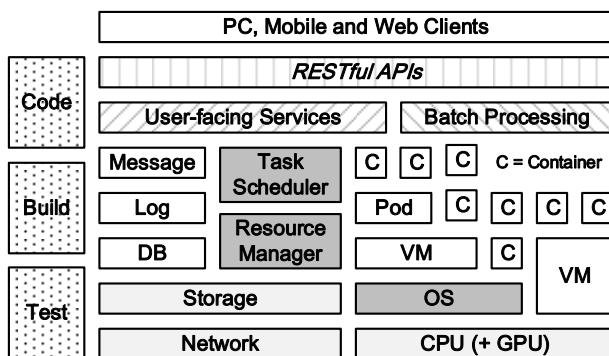 PC, Mobile and Web Clients
RESTful APIs
Code
User-facing Services
Batch Processing
Message
Task
Scheduler
C
C
C
C = Container
Build
Log
Pod
C
C
C
C
Resource
Manager
DB
VM
C
VM
Test
Storage
OS
Network
CPU (+ GPU)